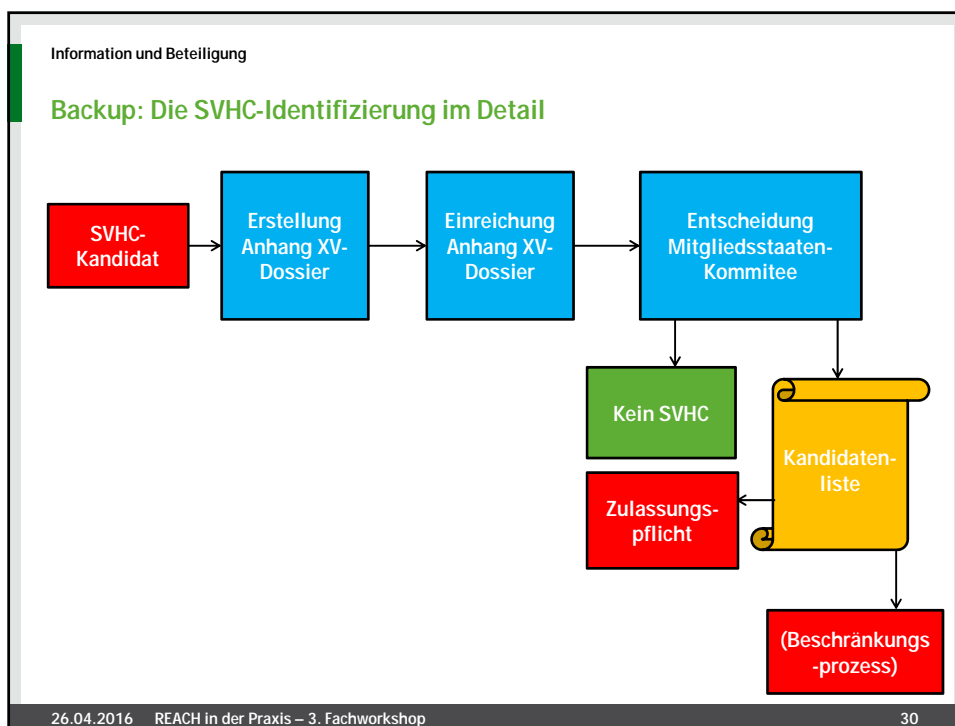 Information und Beteiligung
Backup: Die SVHC-Identifizierung im Detail
SVHC-
Kandidat
Erstellung
Anhang XV-
Dossier
Einreichung
Anhang XV-
Dossier
Entscheidung
Mitgliedsstaaten-
Kommitee
Kein SVHC
Kandidaten-
liste
Zulassungs-
pflicht
(Beschränkungs
-prozess)
26.04.2016 REACH in der Praxis – 3. Fachworkshop 30